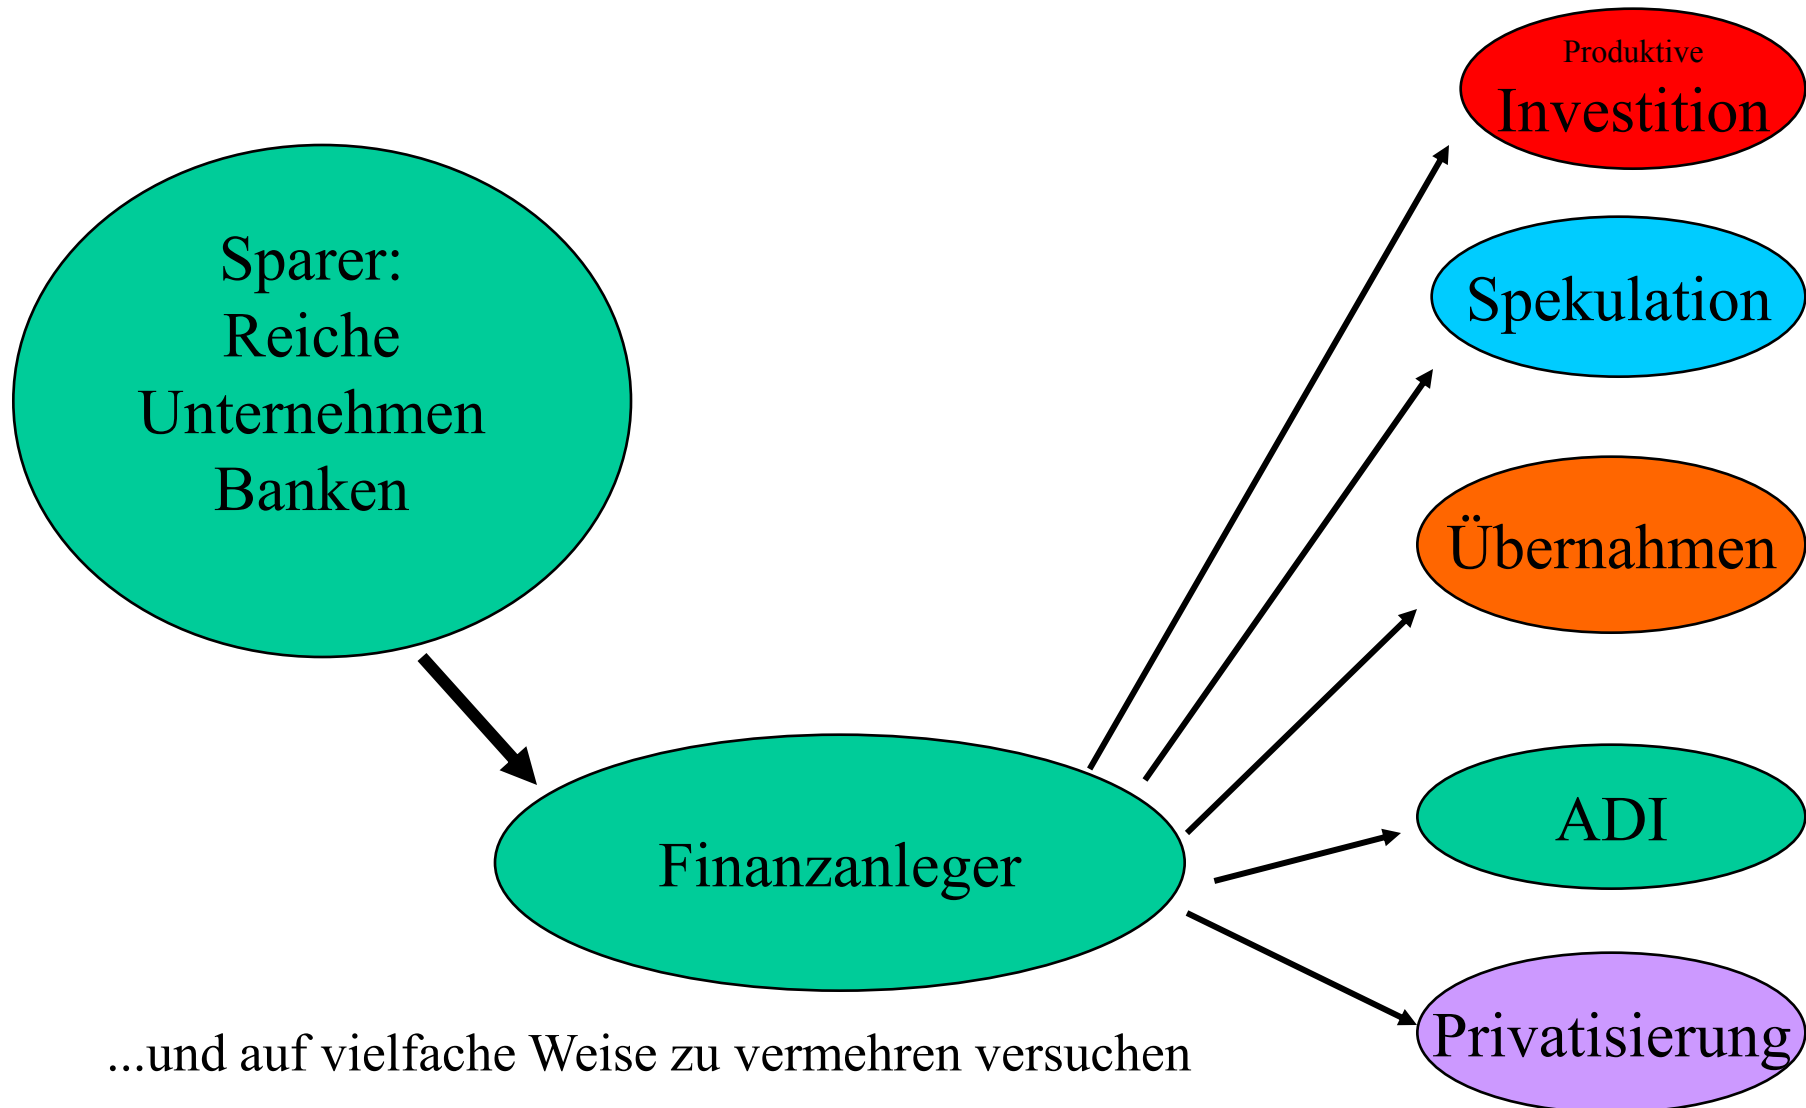 Sparer:
Reiche
Unternehmen
Banken
Finanzanleger
Produktive
Investition
Spekulation
Übernahmen
ADI
Privatisierung
...und auf vielfache Weise zu vermehren versuchen